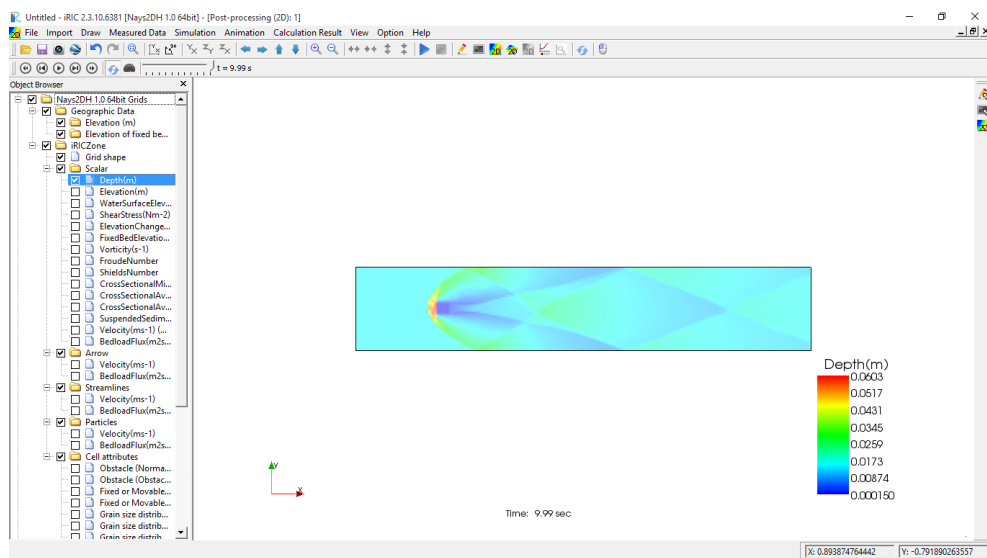 Untitled - iRIC 2.3.10.6381 [Nays2DH 1.0 64bit] - [Post-processing (2D): 1]
File Import Draw Measured Data Simulation Animation Calculation Result View Option Help
t = 9.99 s
Object Browser
Nays2DH 1.0 64bit Grids
Geographic Data
Elevation (m)
Elevation of fixed be...
iRICZone
Grid shape
Scalar
Depth(m)
Elevation(m)
WaterSurfaceElev...
ShearStress(Nm-2)
ElevationChange...
FixedBedElevatio...
Vorticity(s-1)
FroudeNumber
ShieldsNumber
CrossSectionalMi...
CrossSectionalAv...
CrossSectionalAv...
SuspendedSedim...
Velocity(ms-1) (...
BedloadFlux(m2s...
Arrow
Velocity(ms-1)
BedloadFlux(m2s...
Streamlines
Velocity(ms-1)
BedloadFlux(m2s...
Particles
Velocity(ms-1)
BedloadFlux(m2s...
Cell attributes
Obstacle (Norma...
Obstacle (Obstac...
Fixed or Movable...
Fixed or Movable...
Grain size distrib...
Grain size distrib...
Grain size distrib
Depth(m)
0.0603
0.0517
0.0431
0.0345
0.0259
0.0173
0.00874
0.000150
Y
X
Time: 9.99 sec
X: 0.893874764442
Y: -0.791890263557